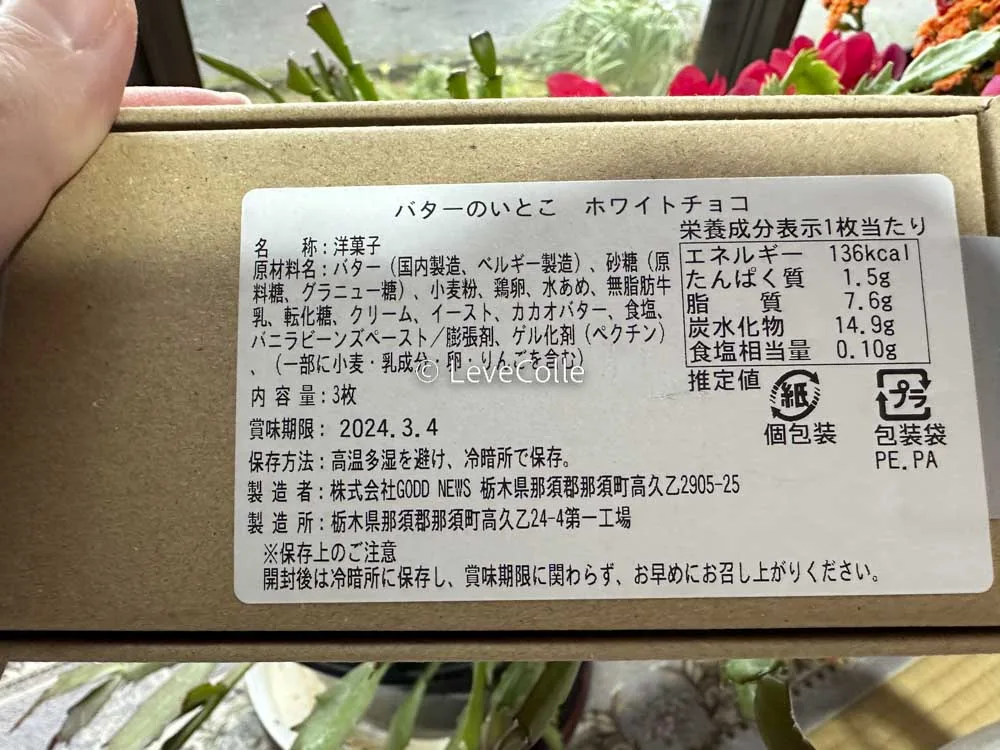 バターのいとこ　ホワイトチョコ
名　　称：洋菓子
原材料名：バター（国内製造、ベルギー製造）、砂糖（原
料糖、グラニュー糖）、小麦粉、鶏卵、水あめ、無脂肪牛
乳、転化糖、クリーム、イースト、カカオバター、食塩、
バニラビーンズペースト／膨張剤、ゲル化剤（ペクチン）
、（一部に小麦・乳成分・卵・りんごを含む）
内 容 量：3枚
賞味期限：2024.3.4
保存方法：高温多湿を避け、冷暗所で保存。
製 造 者：株式会社GODD NEWS 栃木県那須郡那須町高久乙2905-25
製 造 所：栃木県那須郡那須町高久乙24-4第一工場
※保存上のご注意
開封後は冷暗所に保存し、賞味期限に関わらず、お早めにお召し上がりください。
栄養成分表示1枚当たり
エネルギー　136kcal
たんぱく質　1.5g
脂　　質　7.6g
炭水化物　14.9g
食塩相当量　0.10g
推定値
紙
個包装
プラ
包装袋
PE.PA
© LeveColle